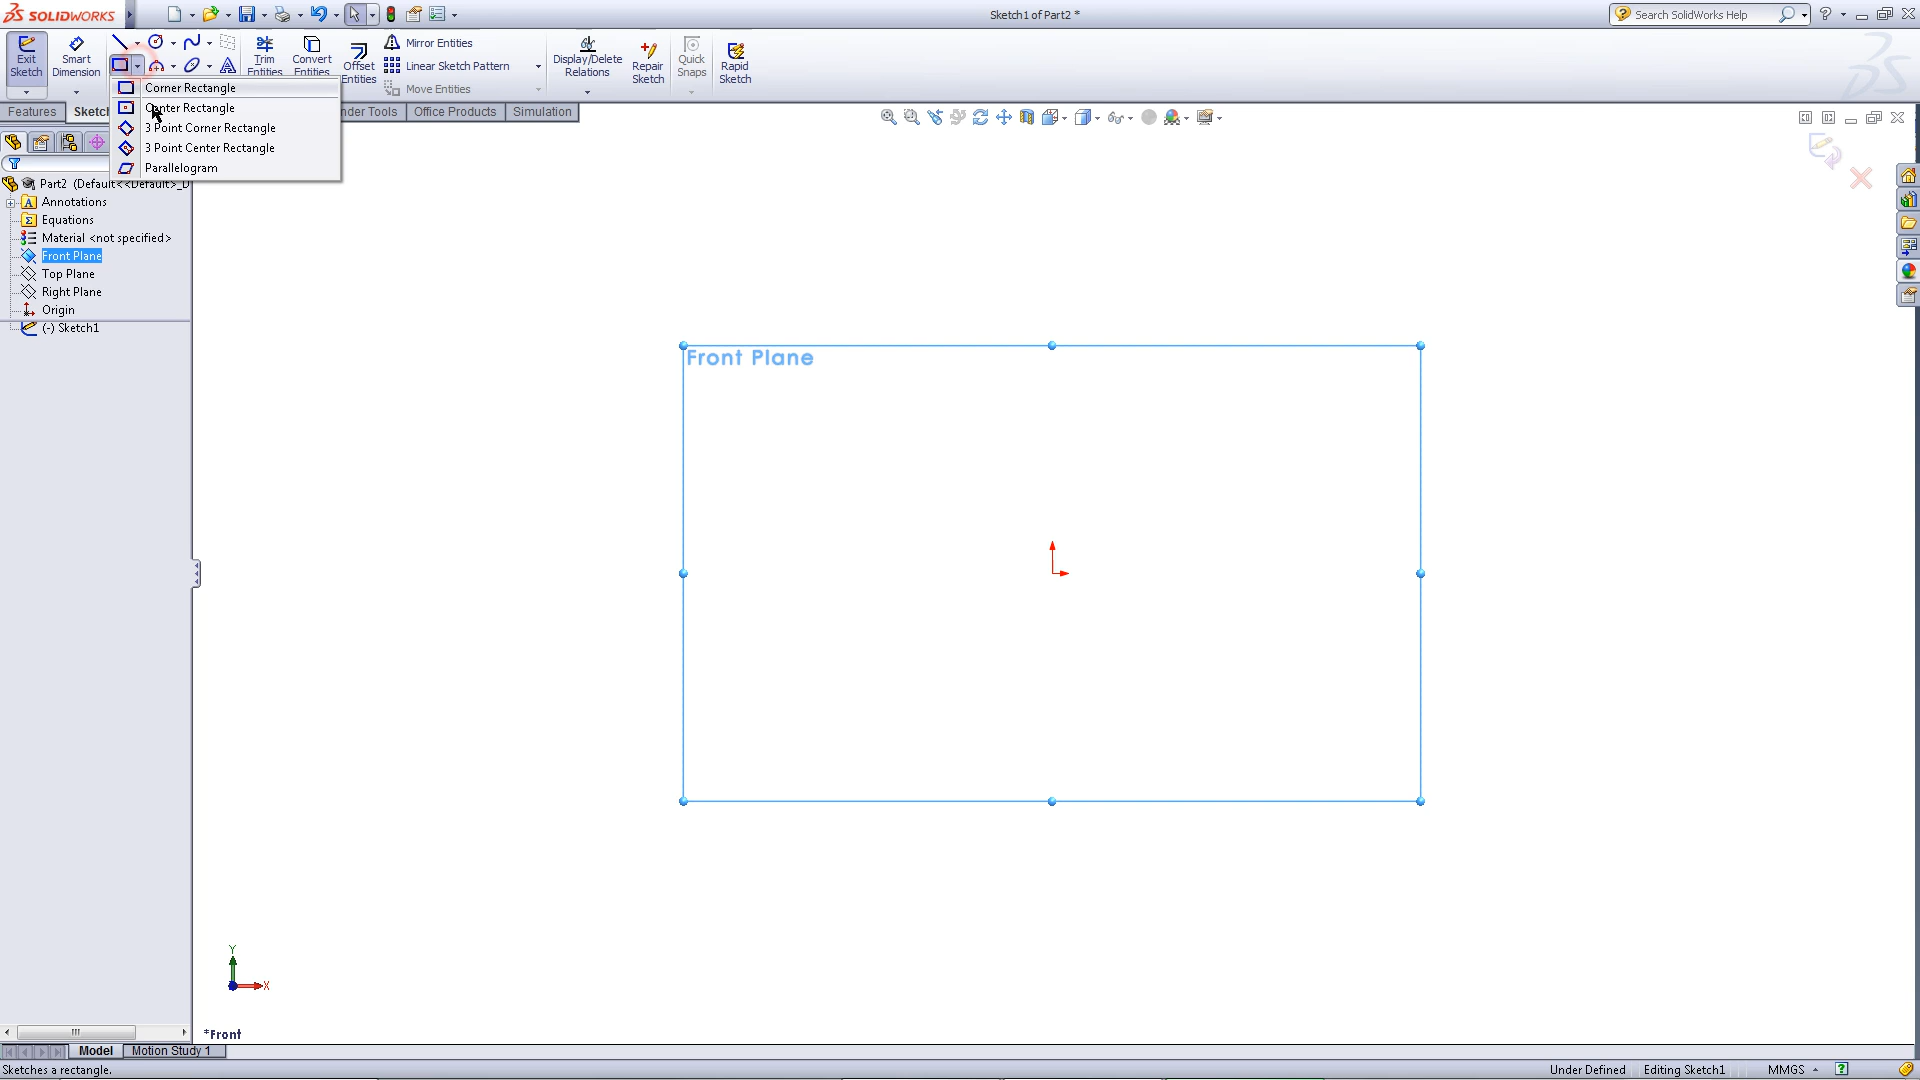 SOLIDWORKS
Sketch1 of Part2 *
Search SolidWorks Help
Exit Sketch
Smart Dimension
Trim Entities
Convert Entities
Offset Entities
Mirror Entities
Linear Sketch Pattern
Move Entities
Display/Delete Relations
Repair Sketch
Quick Snaps
Rapid Sketch
Corner Rectangle
Center Rectangle
3 Point Corner Rectangle
3 Point Center Rectangle
Parallelogram
Features
Sketch
Tools
Office Products
Simulation
Part2 (Default<<Default>_D
Annotations
Equations
Material <not specified>
Front Plane
Top Plane
Right Plane
Origin
(-) Sketch1
Front Plane
Y
X
*Front
Model
Motion Study 1
Sketches a rectangle.
Under Defined
Editing Sketch1
MMGS